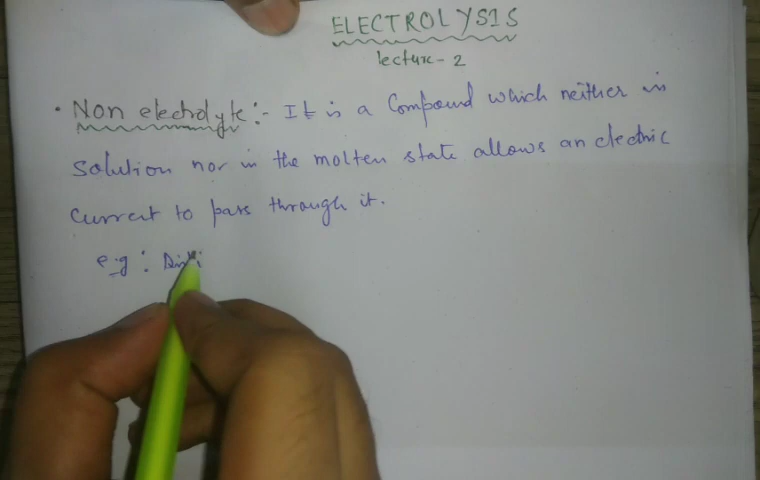 ELECTROLYSIS
lecture - 2
• Non electrolyte :- It is a Compound which neither in
solution nor in the molten state allows an electric
current to pass through it.
e.g :